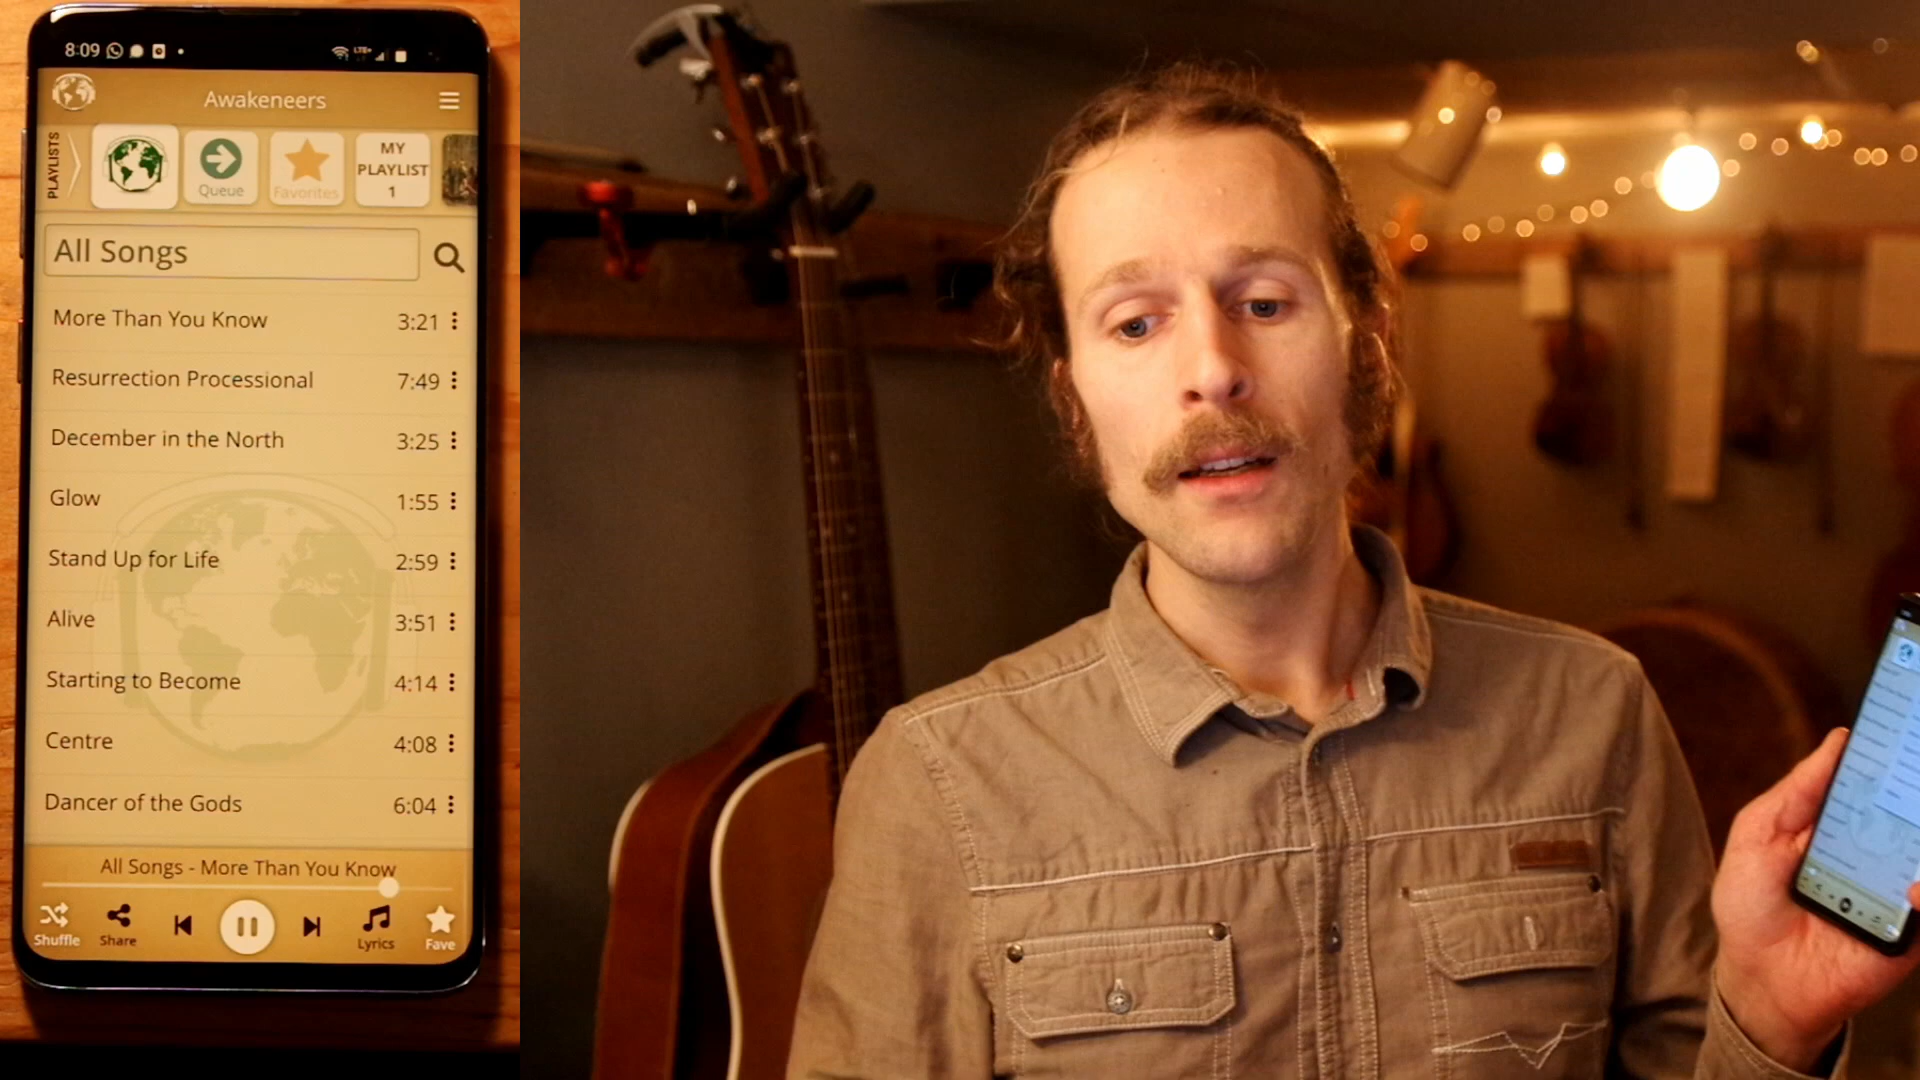 8:09
LTE+
Awakeneers
PLAYLISTS
Queue
Favorites
MY
PLAYLIST
1
All Songs
More Than You Know 3:21
Resurrection Processional 7:49
December in the North 3:25
Glow 1:55
Stand Up for Life 2:59
Alive 3:51
Starting to Become 4:14
Centre 4:08
Dancer of the Gods 6:04
All Songs - More Than You Know
Shuffle
Share
Lyrics
Fave